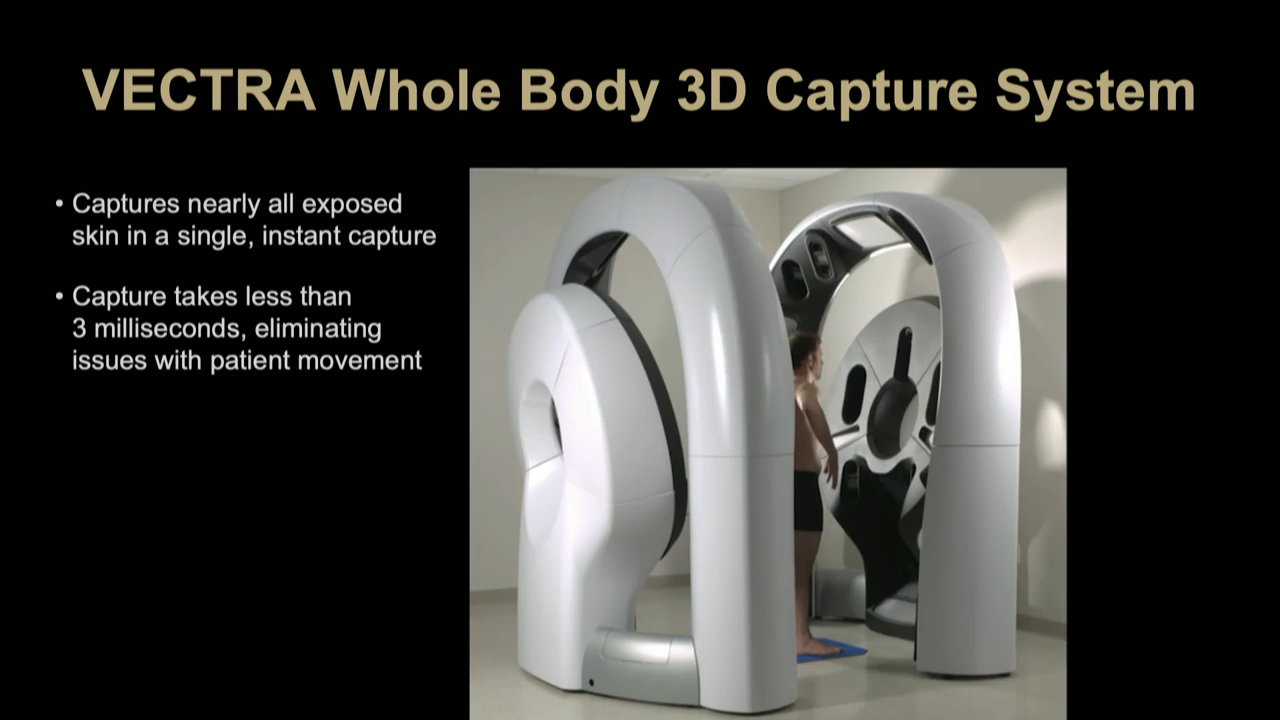 VECTRA Whole Body 3D Capture System
• Captures nearly all exposed
skin in a single, instant capture
• Capture takes less than
3 milliseconds, eliminating
issues with patient movement